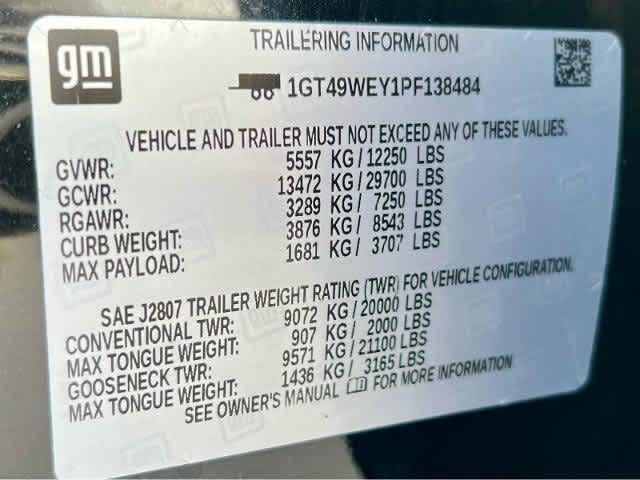 gm
TRAILERING INFORMATION
1GT49WEY1PF138484
VEHICLE AND TRAILER MUST NOT EXCEED ANY OF THESE VALUES.
GVWR: 5557 KG/12250 LBS
GCWR: 13472 KG/29700 LBS
RGAWR: 3289 KG/ 7250 LBS
CURB WEIGHT: 3876 KG/ 8543 LBS
MAX PAYLOAD: 1681 KG/ 3707 LBS
SAE J2807 TRAILER WEIGHT RATING (TWR) FOR VEHICLE CONFIGURATION.
CONVENTIONAL TWR: 9072 KG/20000 LBS
MAX TONGUE WEIGHT: 907 KG/ 2000 LBS
GOOSENECK TWR: 9571 KG/21100 LBS
MAX TONGUE WEIGHT: 1436 KG/ 3165 LBS
SEE OWNER'S MANUAL FOR MORE INFORMATION